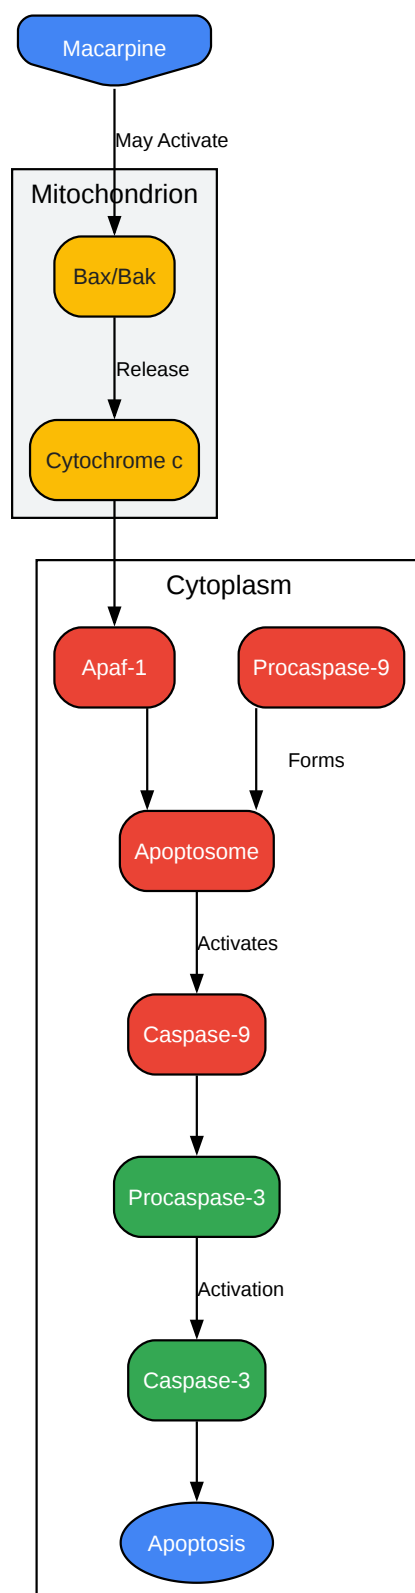 Macarpine
May Activate
Mitochondrion
Bax/Bak
Release
Cytochrome c
Cytoplasm
Apaf-1
Procaspase-9
Forms
Apoptosome
Activates
Caspase-9
Procaspase-3
Activation
Caspase-3
Apoptosis